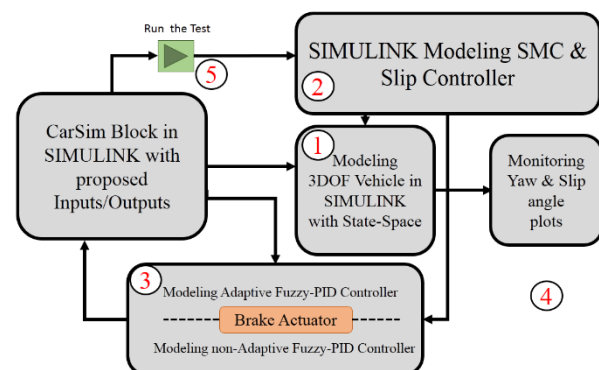 Run the Test
5
SIMULINK Modeling SMC &
Slip Controller
2
CarSim Block in
SIMULINK with
proposed
Inputs/Outputs
1
Modeling
3DOF Vehicle in
SIMULINK
with State-Space
Monitoring
Yaw & Slip
angle
plots
3
Modeling Adaptive Fuzzy-PID Controller
Brake Actuator
Modeling non-Adaptive Fuzzy-PID Controller
4